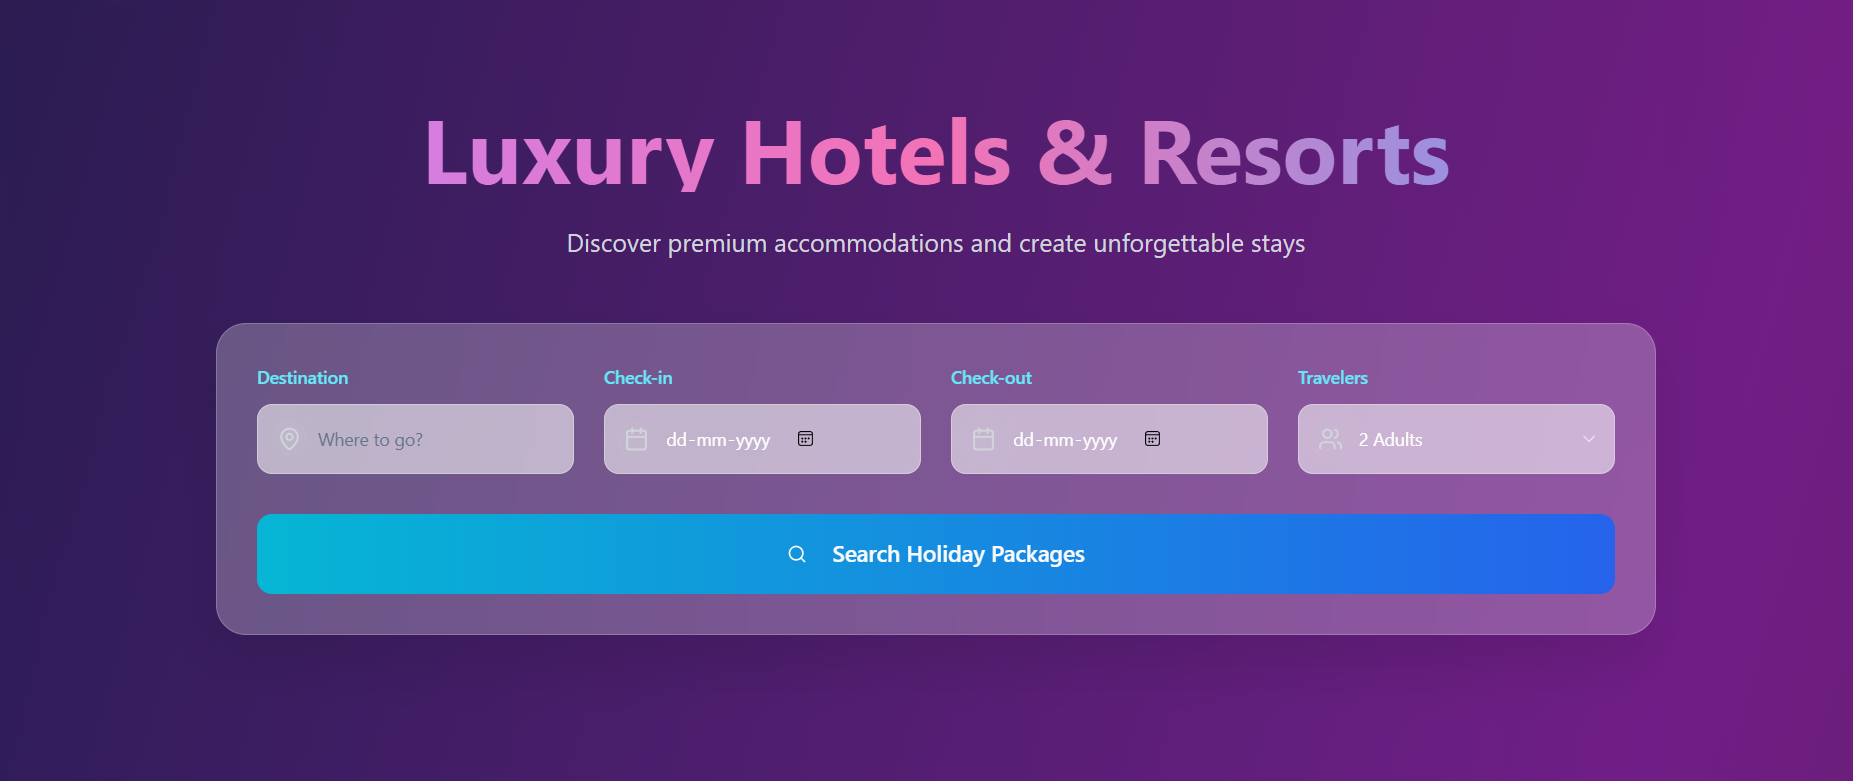 Luxury Hotels & Resorts
Discover premium accommodations and create unforgettable stays
Destination
Check-in
Check-out
Travelers
Where to go?
dd-mm-yyyy
dd-mm-yyyy
2 Adults
Search Holiday Packages